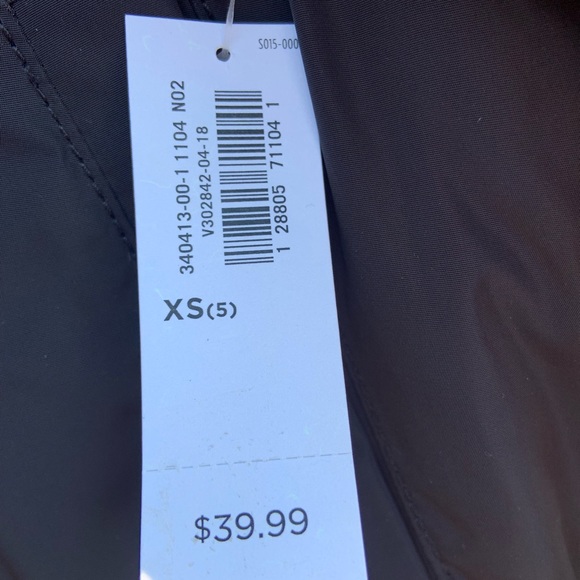 S015-000
340413-00-1 1104 N02
V302842-04-18
1 28805 71104 1
XS(5)
$39.99